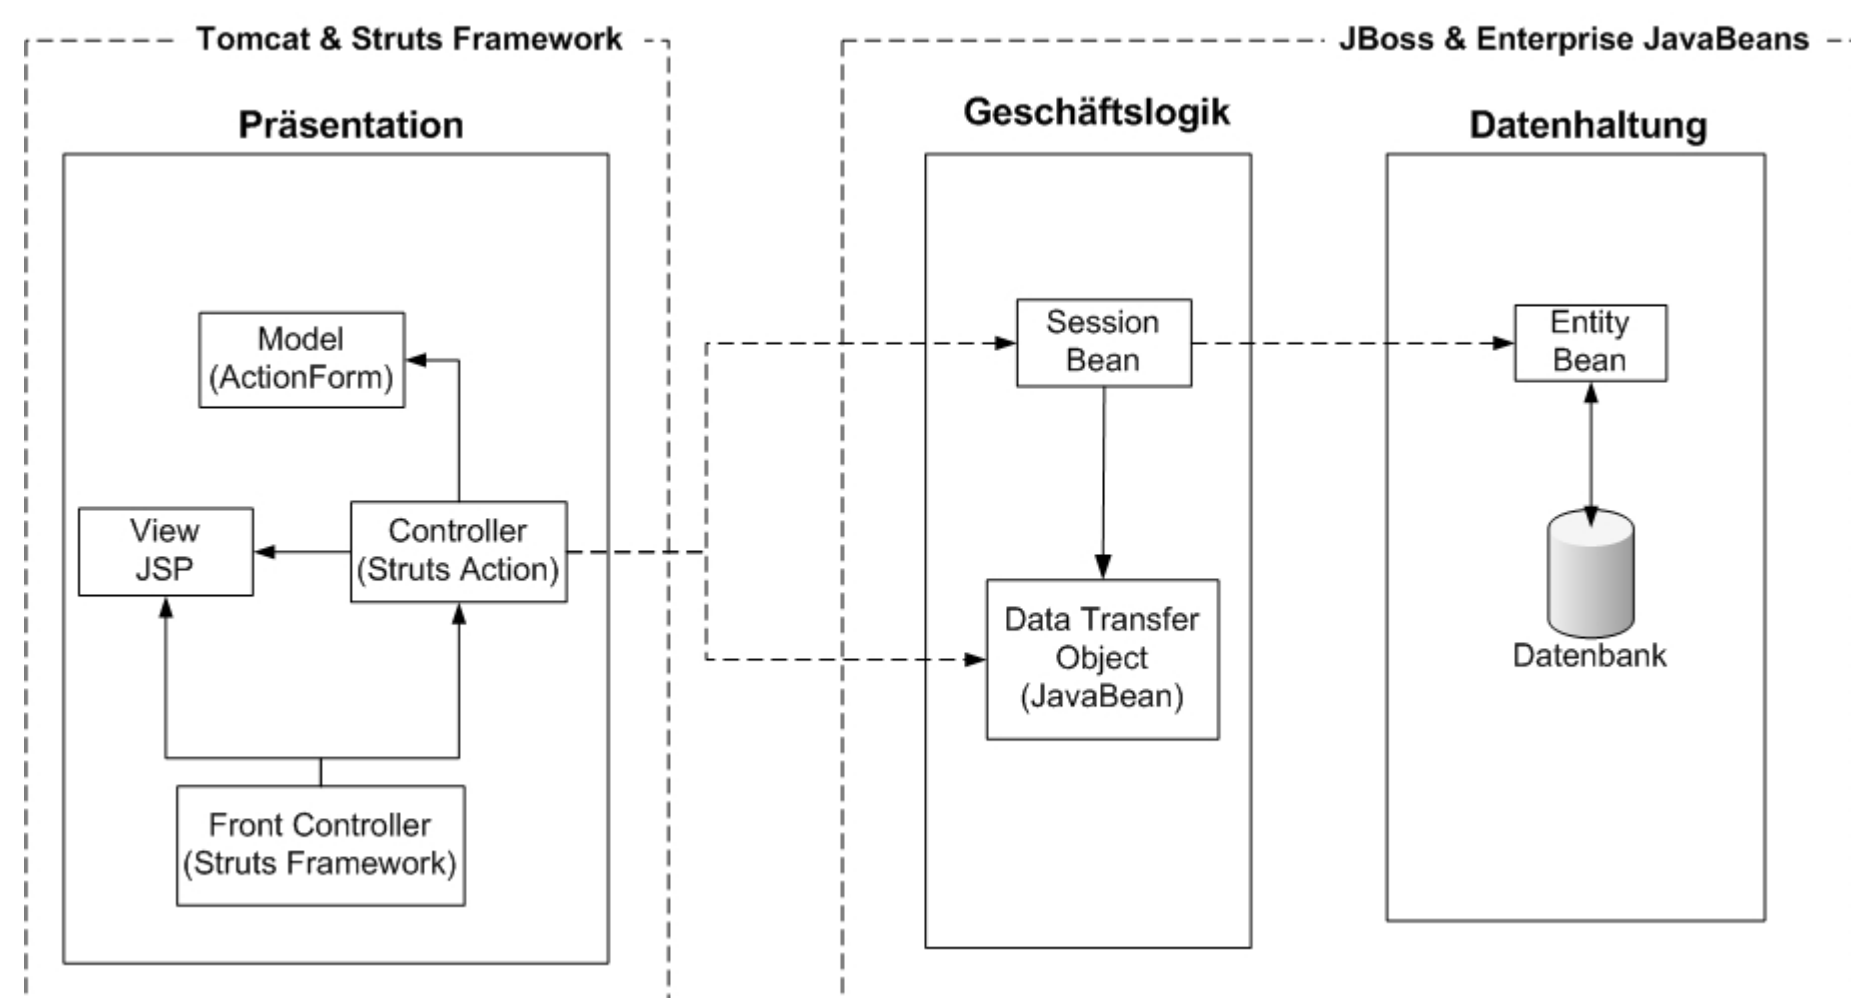 Tomcat & Struts Framework
JBoss & Enterprise JavaBeans
Präsentation
Geschäftslogik
Datenhaltung
Model
(ActionForm)
View
JSP
Controller
(Struts Action)
Front Controller
(Struts Framework)
Session
Bean
Data Transfer
Object
(JavaBean)
Entity
Bean
Datenbank